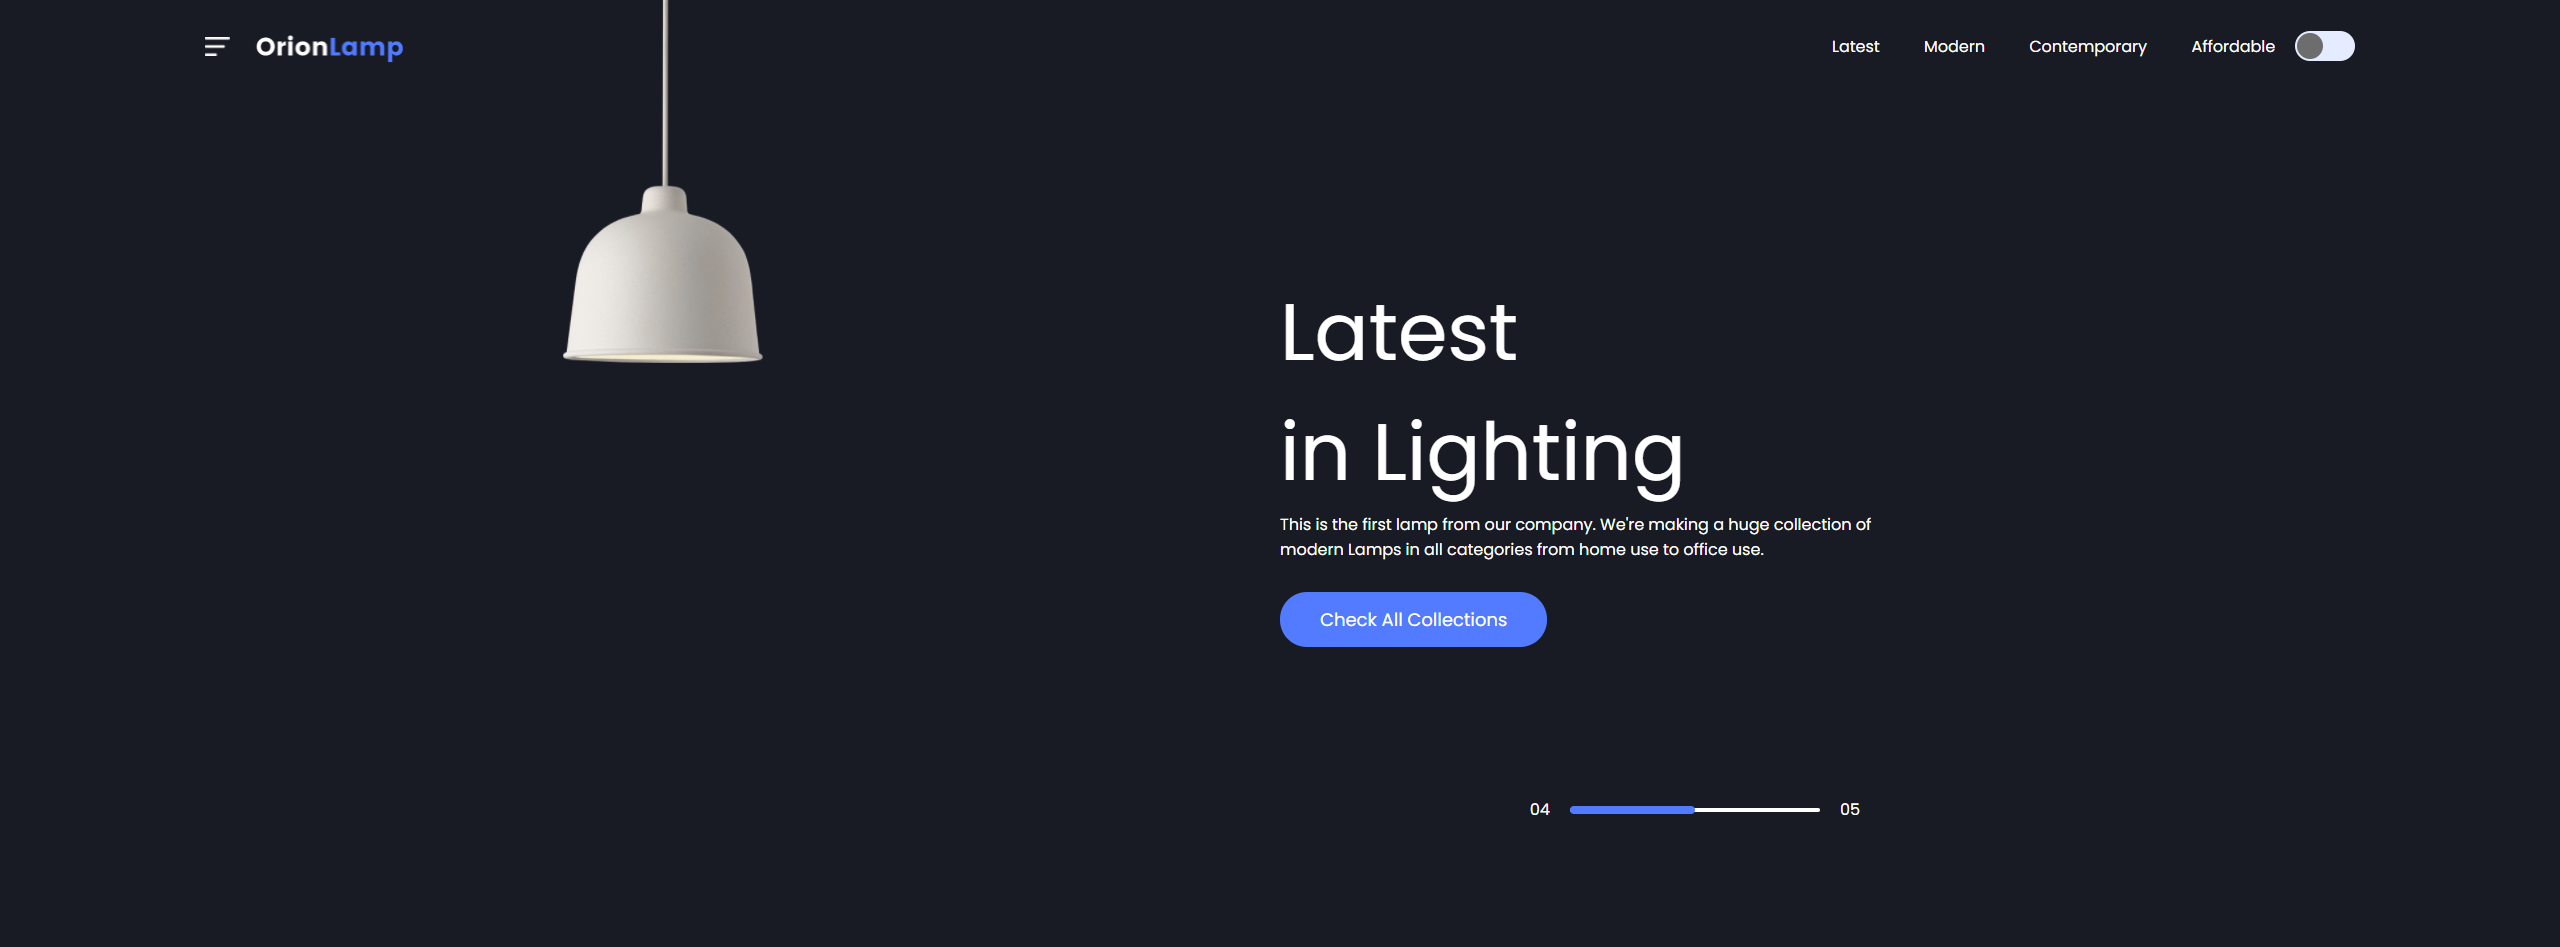 OrionLamp
Latest
Modern
Contemporary
Affordable
Latest
in Lighting
This is the first lamp from our company. We're making a huge collection of
modern Lamps in all categories from home use to office use.
Check All Collections
04
05